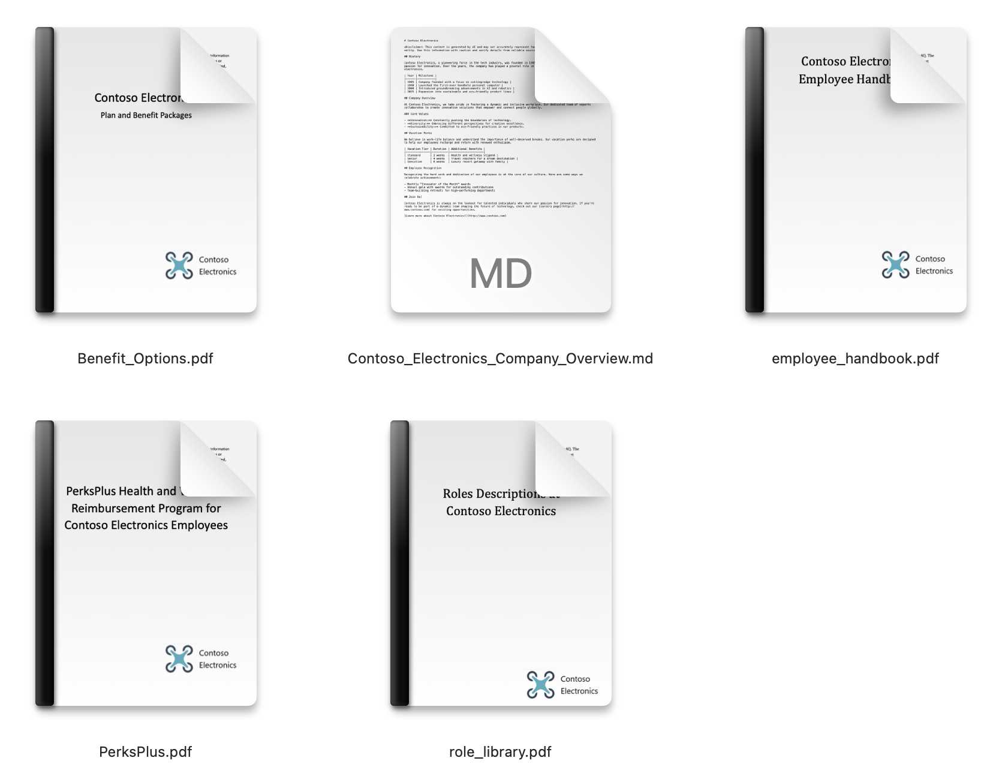 information
s or
ed,
Contoso Electron
Plan and Benefit Packages
Contoso
Electronics
Benefit_Options.pdf
# Contoso Electronics
*Disclaimer: This content is generated by AI and may not accurately represent fac
entity. Use this information with caution and verify details from reliable source
## History
Contoso Electronics, a pioneering force in the tech industry, was founded in 1985
passion for innovation. Over the years, the company has played a pivotal role in
electronics.
| Year | Milestone |
|------|-----------|
| 1985 | Company founded with a focus on cutting-edge technology |
| 1990 | Launched the first-ever handheld personal computer |
| 2000 | Introduced groundbreaking advancements in AI and robotics |
| 2015 | Expansion into sustainable and eco-friendly product lines |
## Company Overview
At Contoso Electronics, we take pride in fostering a dynamic and inclusive workplace. Our dedicated team of experts
collaborates to create innovative solutions that empower and connect people globally.
### Core Values
- **Innovation:** Constantly pushing the boundaries of technology.
- **Diversity:** Embracing different perspectives for creative excellence.
- **Sustainability:** Committed to eco-friendly practices in our products.
## Vacation Perks
We believe in work-life balance and understand the importance of well-deserved breaks. Our vacation perks are designed
to help our employees recharge and return with renewed enthusiasm.
| Vacation Tier | Duration | Additional Benefits |
|---------------|----------|---------------------|
| Standard | 2 weeks | Health and wellness stipend |
| Senior | 4 weeks | Travel vouchers for a dream destination |
| Executive | 6 weeks | Luxury resort getaway with family |
## Employee Recognition
Recognizing the hard work and dedication of our employees is at the core of our culture. Here are some ways we
celebrate achievements:
- Monthly "Innovator of the Month" awards
- Annual gala with awards for outstanding contributions
- Team-building retreats for high-performing departments
## Join Us!
Contoso Electronics is always on the lookout for talented individuals who share our passion for innovation. If you're
ready to be part of a dynamic team shaping the future of technology, check out our [careers page](http://
www.contoso.com) for exciting opportunities.
[Learn more about Contoso Electronics!](http://www.contoso.com)
MD
Contoso_Electronics_Company_Overview.md
AI). The
Contoso Electron
Employee Handb
Contoso
Electronics
employee_handbook.pdf
information
s or
ed,
PerksPlus Health and
Reimbursement Program for
Contoso Electronics Employees
Contoso
Electronics
PerksPlus.pdf
AI). The
Roles Descriptions at
Contoso Electronics
Contoso
Electronics
role_library.pdf